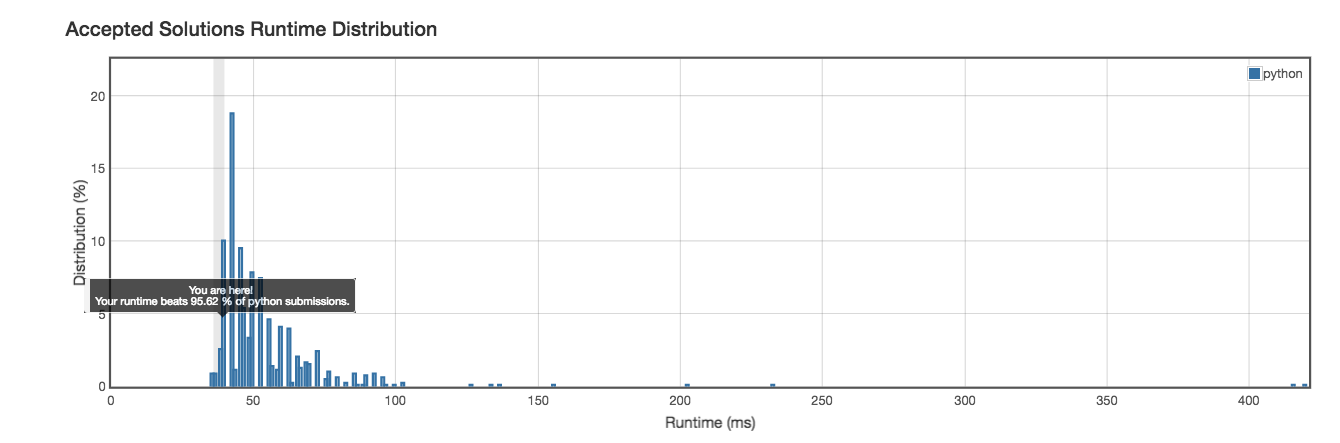 Accepted Solutions Runtime Distribution
python
20
15
10
5
0
Distribution (%)
You are here!
Your runtime beats 95.62 % of python submissions.
0 50 100 150 200 250 300 350 400
Runtime (ms)